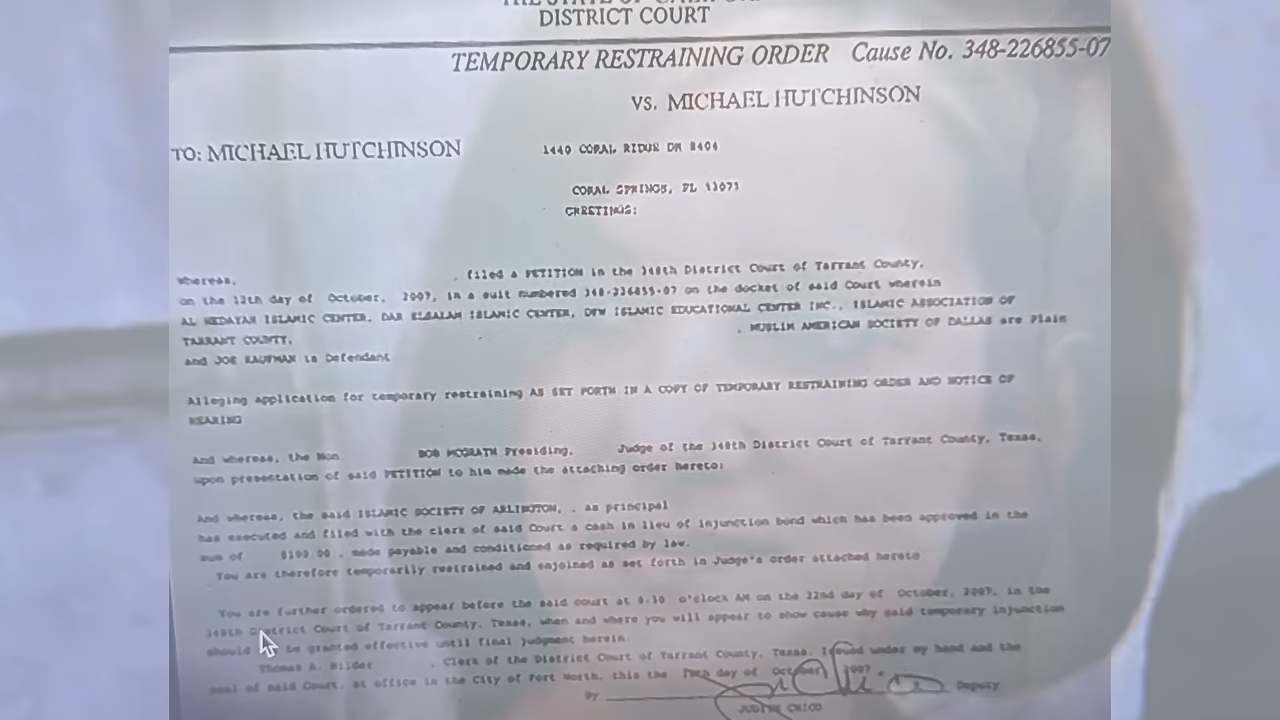 DISTRICT COURT
TEMPORARY RESTRAINING ORDER Cause No. 348-226855-07
VS. MICHAEL HUTCHINSON
TO: MICHAEL HUTCHINSON
1440 CORAL
CORAL SPRINGS, FL
Whereas, , filed a PETITION in the 348th District Court of Tarrant County,
on the 12th day of October, 2007, in a suit numbered 348-226855-07 on the docket of said Court wherein
AL HEDAYAH ISLAMIC CENTER, DAR ELSALAM ISLAMIC CENTER, DFW ISLAMIC EDUCATIONAL CENTER INC., ISLAMIC ASSOCIATION OF
TARRANT COUNTY, , MUSLIM AMERICAN SOCIETY OF DALLAS are Plain
and JOE KAUFMAN is Defendant
Alleging application for temporary restraining AS SET FORTH IN A COPY OF TEMPORARY RESTRAINING ORDER AND NOTICE OF
HEARING
And whereas, the Hon. BOB MCGRATH Presiding, Judge of the 348th District Court of Tarrant County, Texas,
upon presentation of said PETITION to him made the attaching order hereto:
And whereas, the said ISLAMIC SOCIETY OF ARLINGTON, , as principal
has executed and filed with the clerk of said Court a cash in lieu of injunction bond which has been approved in the
sum of $100.00 , made payable and conditioned as required by law.
You are therefore temporarily restrained and enjoined as set forth in Judge's order attached hereto
You are further ordered to appear before the said court at 8:30 o'clock AM on the 22nd day of October, 2007, in the
348th District Court of Tarrant County, Texas, when and where you will appear to show cause why said temporary injunction
should be granted effective until final judgment herein.
Thomas A. Wilder , Clerk of the District Court of Tarrant County, Texas. Issued under my hand and the
seal of said Court, at office in the City of Fort Worth, this the day of October 2007.
By Deputy
JUDITH CHICO